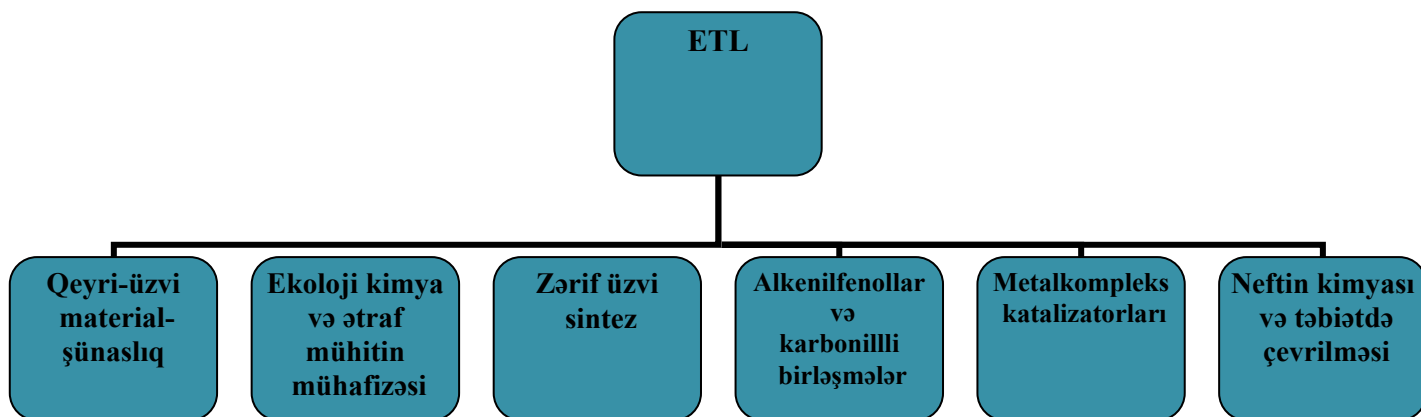 ETL
Qeyri-üzvi
material-
şünaslıq
Ekoloji kimya
və ətraf
mühitin
mühafizəsi
Zərif üzvi
sintez
Alkenilfenollar
və
karbonillli
birləşmələr
Metalkompleks
katalizatorları
Neftin kimyası
və təbiətdə
çevrilməsi